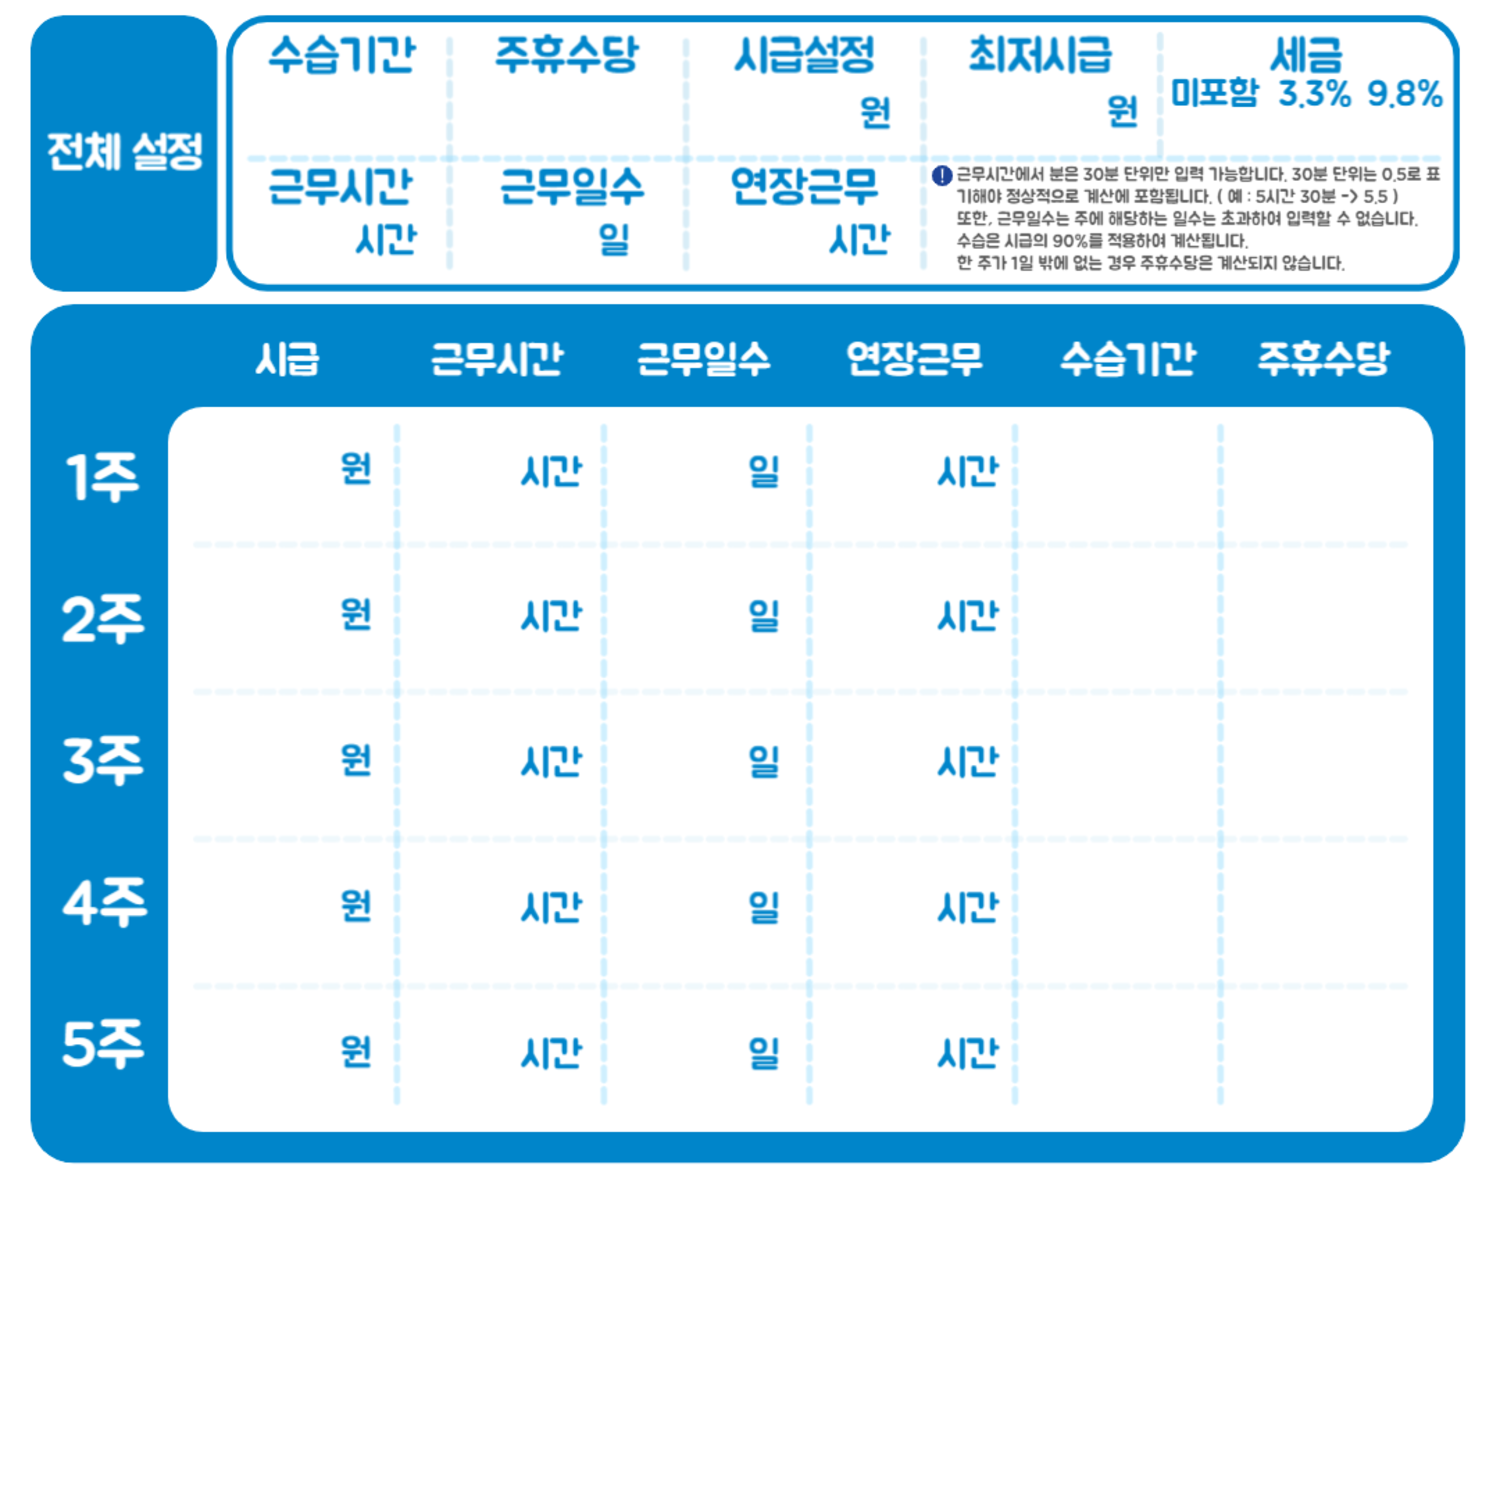 전체 설정
수습기간 주휴수당 시급설정 최저시급 세금
미포함 3.3% 9.8%
원 원
근무시간 근무일수 연장근무
시간 일 시간
! 근무시간에서 분은 30분 단위만 입력 가능합니다. 30분 단위는 0.5로 표
기해야 정상적으로 계산에 포함됩니다. ( 예 : 5시간 30분 -> 5.5 )
또한, 근무일수는 주에 해당하는 일수는 초과하여 입력할 수 없습니다.
수습은 시급의 90%를 적용하여 계산됩니다.
한 주가 1일 밖에 없는 경우 주휴수당은 계산되지 않습니다.
시급 근무시간 근무일수 연장근무 수습기간 주휴수당
1주 원 시간 일 시간
2주 원 시간 일 시간
3주 원 시간 일 시간
4주 원 시간 일 시간
5주 원 시간 일 시간